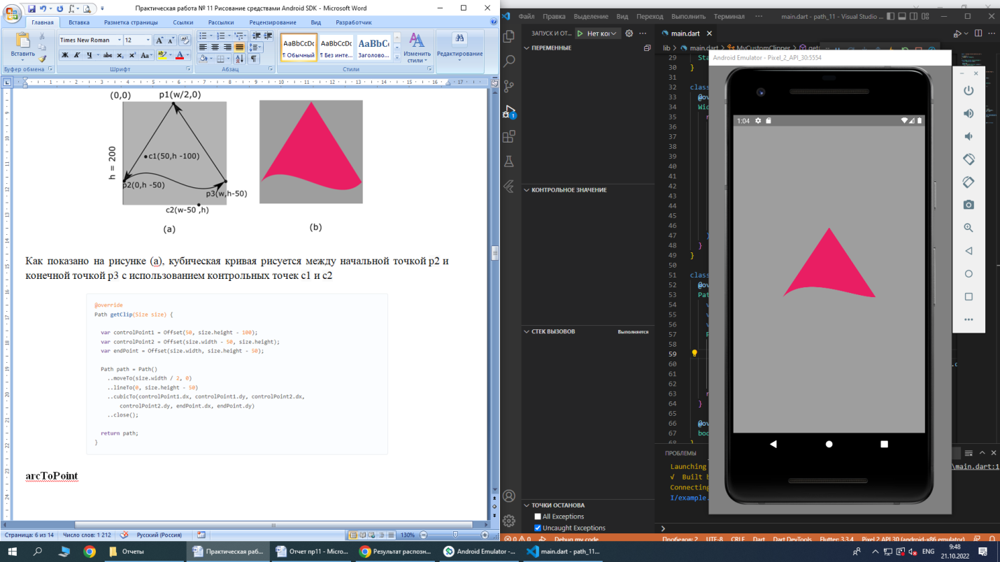 Практическая работа № 11 Рисование средствами Android SDK - Microsoft Word
Главная Вставка Разметка страницы Ссылки Рассылки Рецензирование Вид Разработчик
Вставить
Times New Roman 12
Ж К Ч abc x₂ x² Aa
AaBbCcDc AaBbCcDc AaBbCc
¶ Обычный ¶ Без инте... Заголово...
Изменить стили
Редактирование
Буфер обмена Шрифт Абзац Стили
(0,0) p1(w/2,0)
h = 200
c1(50,h -100)
p2(0,h -50)
p3(w,h-50)
c2(w-50 ,h)
(a) (b)
Как показано на рисунке (a), кубическая кривая рисуется между начальной точкой p2 и
конечной точкой p3 с использованием контрольных точек c1 и c2
@override
Path getClip(Size size) {
var controlPoint1 = Offset(50, size.height - 100);
var controlPoint2 = Offset(size.width - 50, size.height);
var endPoint = Offset(size.width, size.height - 50);
Path path = Path()
..moveTo(size.width / 2, 0)
..lineTo(0, size.height - 50)
..cubicTo(controlPoint1.dx, controlPoint1.dy, controlPoint2.dx,
controlPoint2.dy, endPoint.dx, endPoint.dy)
..close();
return path;
}
arcToPoint
Страница: 6 из 14 Число слов: 1 212 Русский (Россия) 130%
Файл Правка Выделение Вид Переход Выполнить Терминал ··· main.dart - path_11 - Visual Studio ...
ЗАПУСК И ОТ... Нет кон
main.dart
ПЕРЕМЕННЫЕ
lib > main.dart > MyCustomClipper > get
КОНТРОЛЬНОЕ ЗНАЧЕНИЕ
СТЕК ВЫЗОВОВ Выполняется
ТОЧКИ ОСТАНОВА
All Exceptions
Uncaught Exceptions
1
29 Sta
30 }
31
32 class
33 @ov
34 Wid
35 r
36
37
38
39
40
41
42
43
44
45
46
47 }
48 }
49 }
50
51 class
52 @ov
53 Pat
54 v
55 v
56 v
57 P
58
59
60
61
62
63 r
64 }
65
66 @ov
67 boo
68 }
ПРОБЛЕМЫ
Launching \main.dart:1
√ Built b
Connecting
I/example.
0 0 Debug my code Пробелов: 2 UTF-8 CRLF Dart Dart DevTools Flutter: 3.3.4 Pixel 2 API 30 (android-x86 emulator)
Android Emulator - Pixel_2_API_30:5554
1:04
Отчеты
Практическая раб...
Отчет пр11 - Micro...
Результат распозн...
Android Emulator -...
main.dart - path_11...
ENG
9:48
21.10.2022